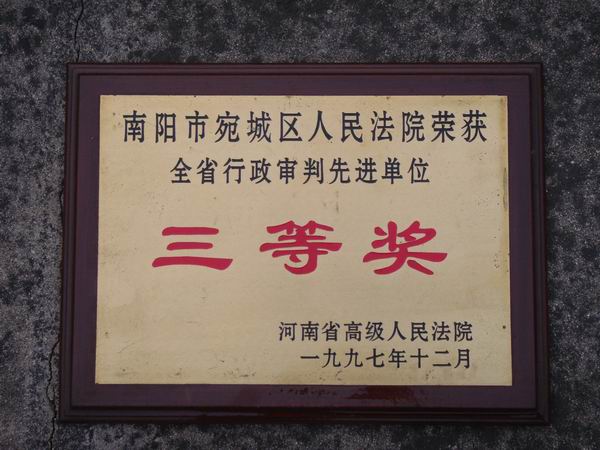 南阳市宛城区人民法院荣获
全省行政审判先进单位
三等奖
河南省高级人民法院
一九九七年十二月